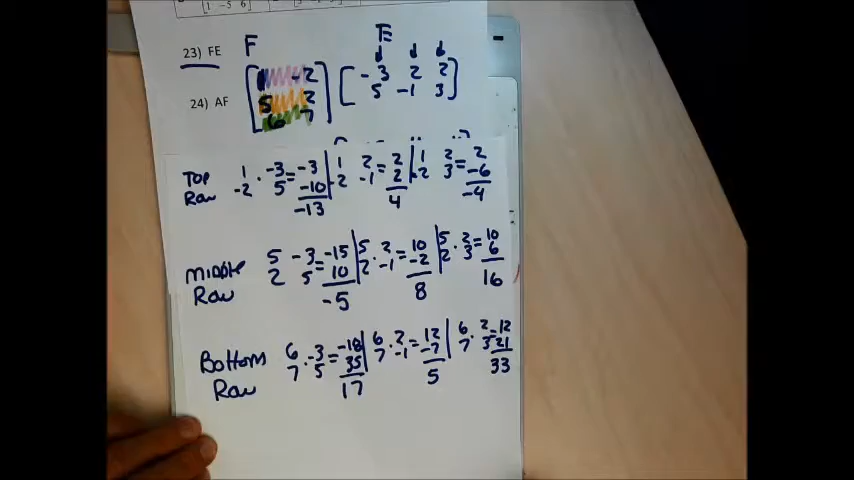 [1 -5 6]
23) FE F E
1 -2 -3 2 2
24) AF 5 2 5 -1 3
6 7
Top Row 1 -2 · -3 5 = -3 -10 -13 | 1 -2 2 -1 = 2 2 4 | 1 -2 2 3 = 2 -6 -4
Middle Row 5 2 -3 5 = -15 10 -5 | 5 2 · 2 -1 = 10 -2 8 | 5 2 · 2 3 = 10 6 16
Bottom Row 6 7 · -3 5 = -18 35 17 | 6 7 · 2 -1 = 12 -7 5 | 6 7 · 2 3 = 12 21 33